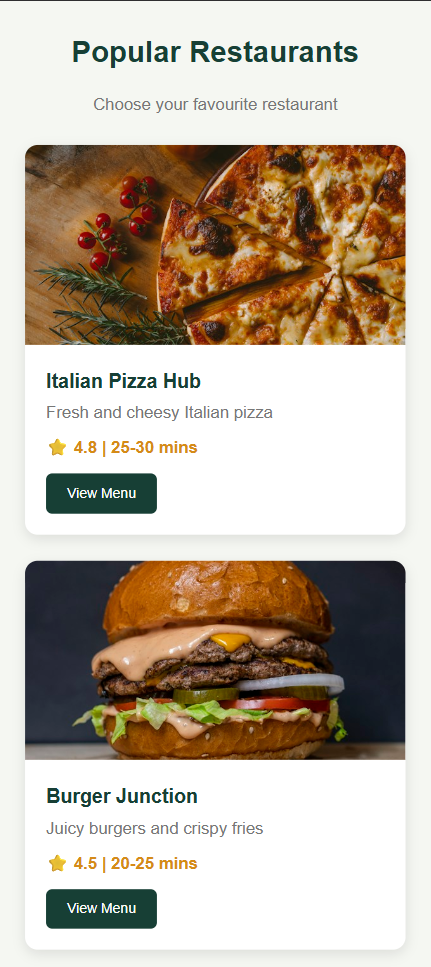 Popular Restaurants
Choose your favourite restaurant
Italian Pizza Hub
Fresh and cheesy Italian pizza
⭐ 4.8 | 25-30 mins
View Menu
Burger Junction
Juicy burgers and crispy fries
⭐ 4.5 | 20-25 mins
View Menu